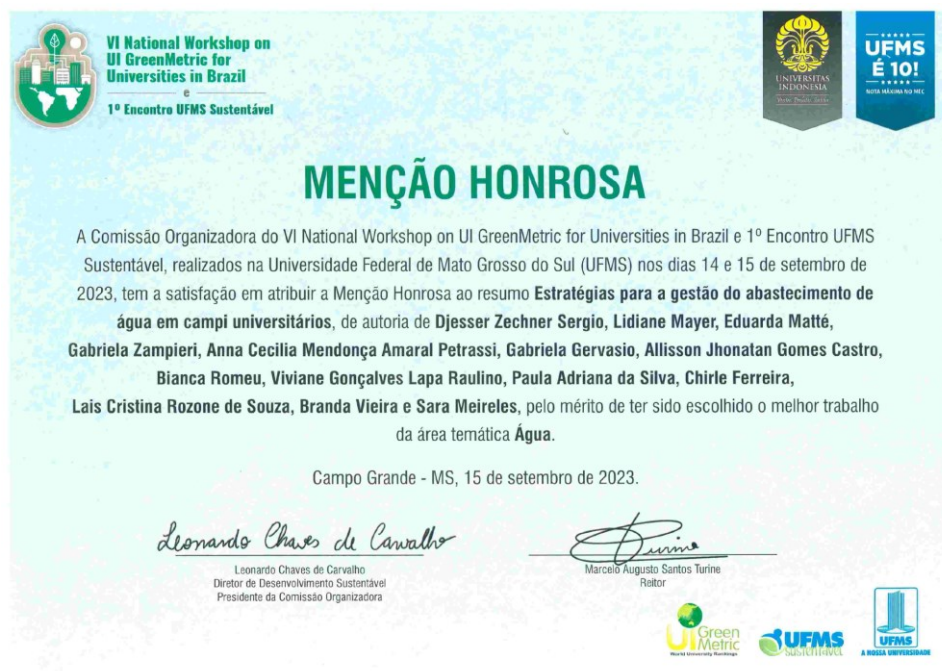 VI National Workshop on
UI GreenMetric for
Universities in Brazil
e
1º Encontro UFMS Sustentável
UNIVERSITAS
INDONESIA
UFMS
É 10!
NOTA MÁXIMA NO MEC
MENÇÃO HONROSA
A Comissão Organizadora do VI National Workshop on UI GreenMetric for Universities in Brazil e 1º Encontro UFMS
Sustentável, realizados na Universidade Federal de Mato Grosso do Sul (UFMS) nos dias 14 e 15 de setembro de
2023, tem a satisfação em atribuir a Menção Honrosa ao resumo Estratégias para a gestão do abastecimento de
água em campi universitários, de autoria de Djesser Zechner Sergio, Lidiane Mayer, Eduarda Matté,
Gabriela Zampieri, Anna Cecilia Mendonça Amaral Petrassi, Gabriela Gervasio, Allisson Jhonatan Gomes Castro,
Bianca Romeu, Viviane Gonçalves Lapa Raulino, Paula Adriana da Silva, Chirle Ferreira,
Lais Cristina Rozone de Souza, Branda Vieira e Sara Meireles, pelo mérito de ter sido escolhido o melhor trabalho
da área temática Água.
Campo Grande - MS, 15 de setembro de 2023.
Leonardo Chaves de Carvalho
Turine
Leonardo Chaves de Carvalho
Diretor de Desenvolvimento Sustentável
Presidente da Comissão Organizadora
Marcelo Augusto Santos Turine
Reitor
UI Green
Metric
World University Rankings
UFMS
sustentável
UFMS
A NOSSA UNIVERSIDADE